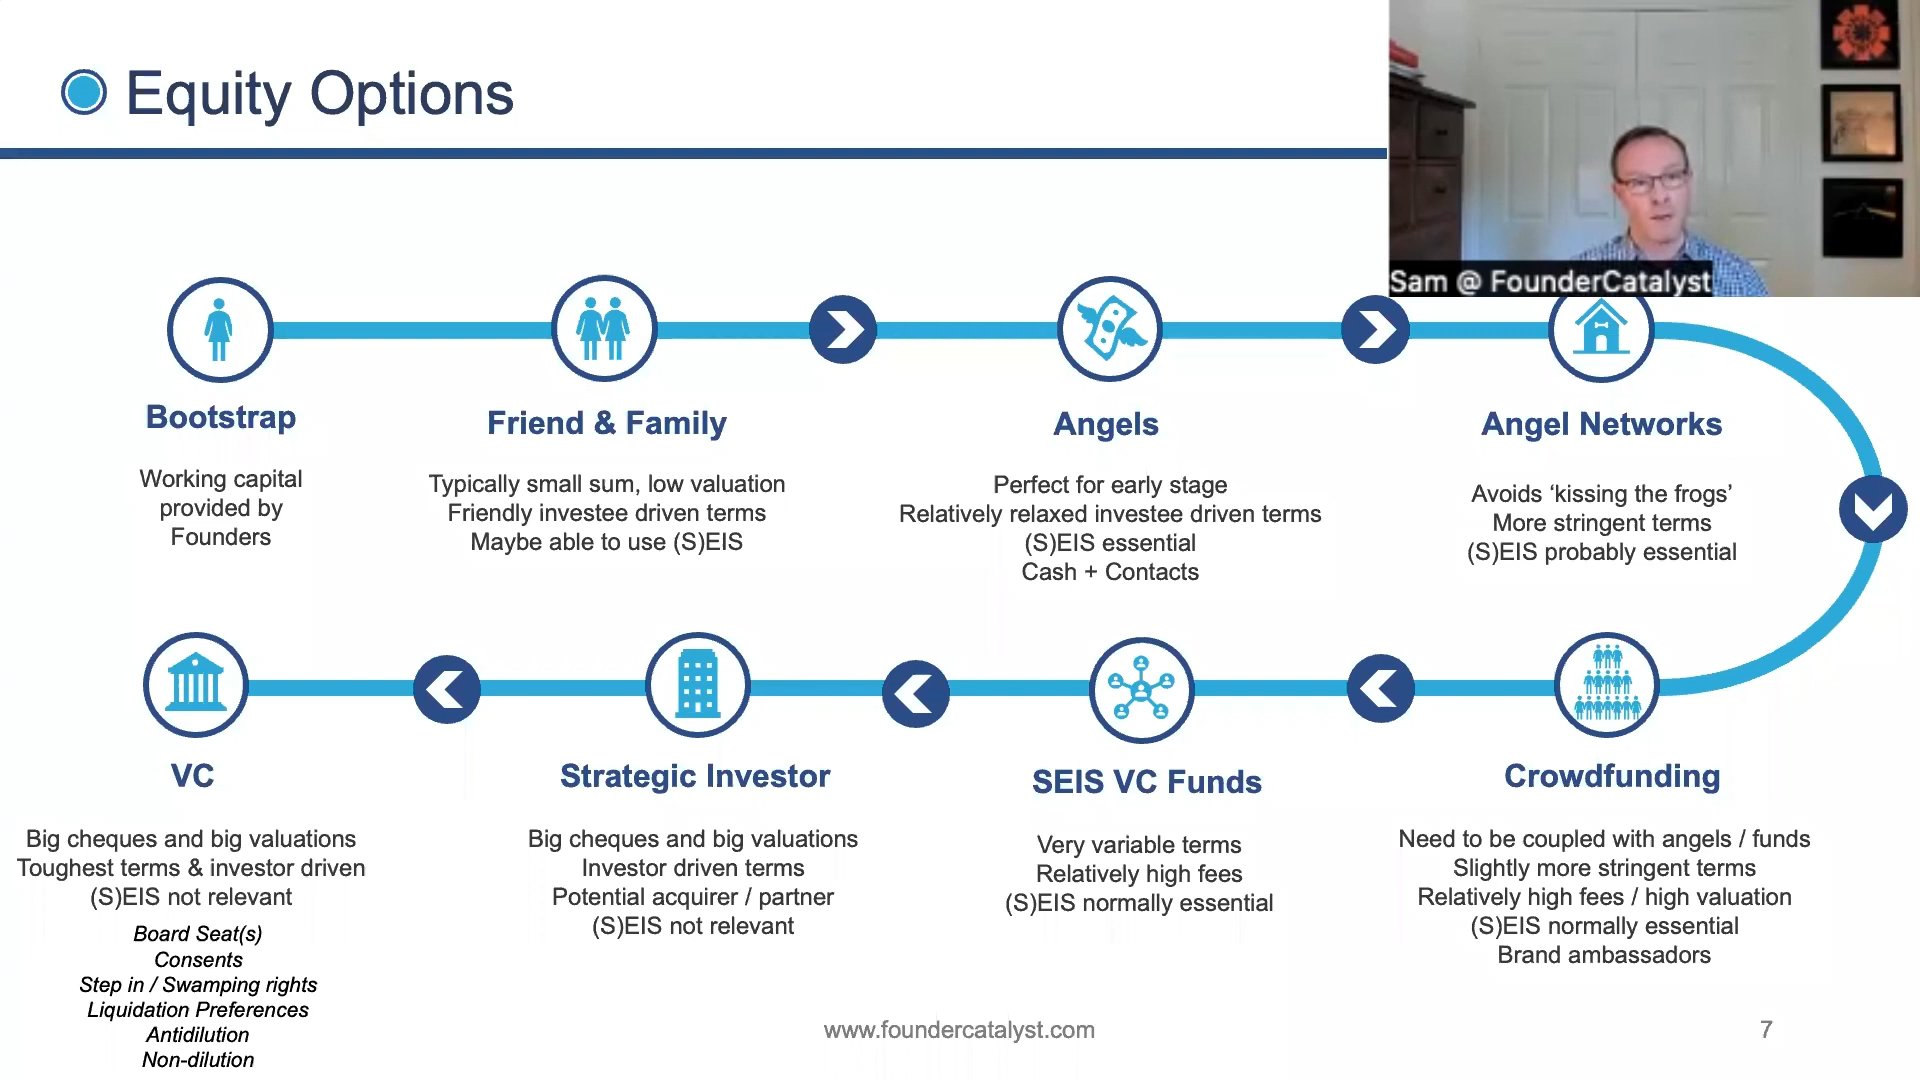 Equity Options
Sam @ FounderCatalyst
Bootstrap
Working capital
provided by
Founders
Friend & Family
Typically small sum, low valuation
Friendly investee driven terms
Maybe able to use (S)EIS
Angels
Perfect for early stage
Relatively relaxed investee driven terms
(S)EIS essential
Cash + Contacts
Angel Networks
Avoids ‘kissing the frogs’
More stringent terms
(S)EIS probably essential
VC
Big cheques and big valuations
Toughest terms & investor driven
(S)EIS not relevant
Board Seat(s)
Consents
Step in / Swamping rights
Liquidation Preferences
Antidilution
Non-dilution
Strategic Investor
Big cheques and big valuations
Investor driven terms
Potential acquirer / partner
(S)EIS not relevant
SEIS VC Funds
Very variable terms
Relatively high fees
(S)EIS normally essential
Crowdfunding
Need to be coupled with angels / funds
Slightly more stringent terms
Relatively high fees / high valuation
(S)EIS normally essential
Brand ambassadors
www.foundercatalyst.com
7